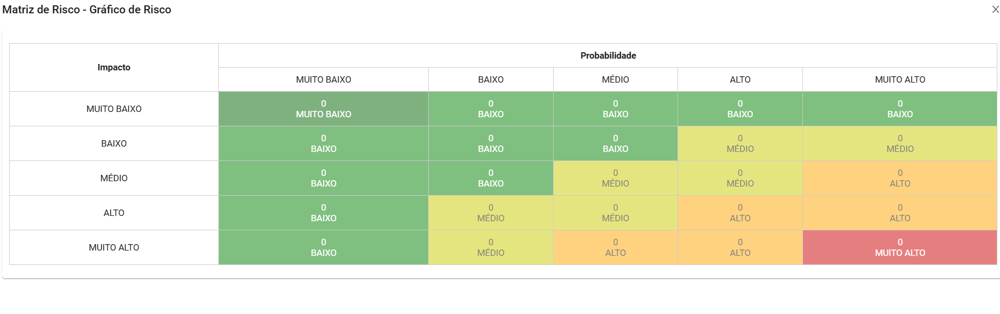 Matriz de Risco - Gráfico de Risco
Impacto
Probabilidade
MUITO BAIXO
BAIXO
MÉDIO
ALTO
MUITO ALTO
MUITO BAIXO
0
MUITO BAIXO
0
BAIXO
0
BAIXO
0
BAIXO
0
BAIXO
BAIXO
0
BAIXO
0
BAIXO
0
BAIXO
0
MÉDIO
0
MÉDIO
MÉDIO
0
BAIXO
0
BAIXO
0
MÉDIO
0
MÉDIO
0
ALTO
ALTO
0
BAIXO
0
MÉDIO
0
MÉDIO
0
ALTO
0
ALTO
MUITO ALTO
0
BAIXO
0
MÉDIO
0
ALTO
0
ALTO
0
MUITO ALTO